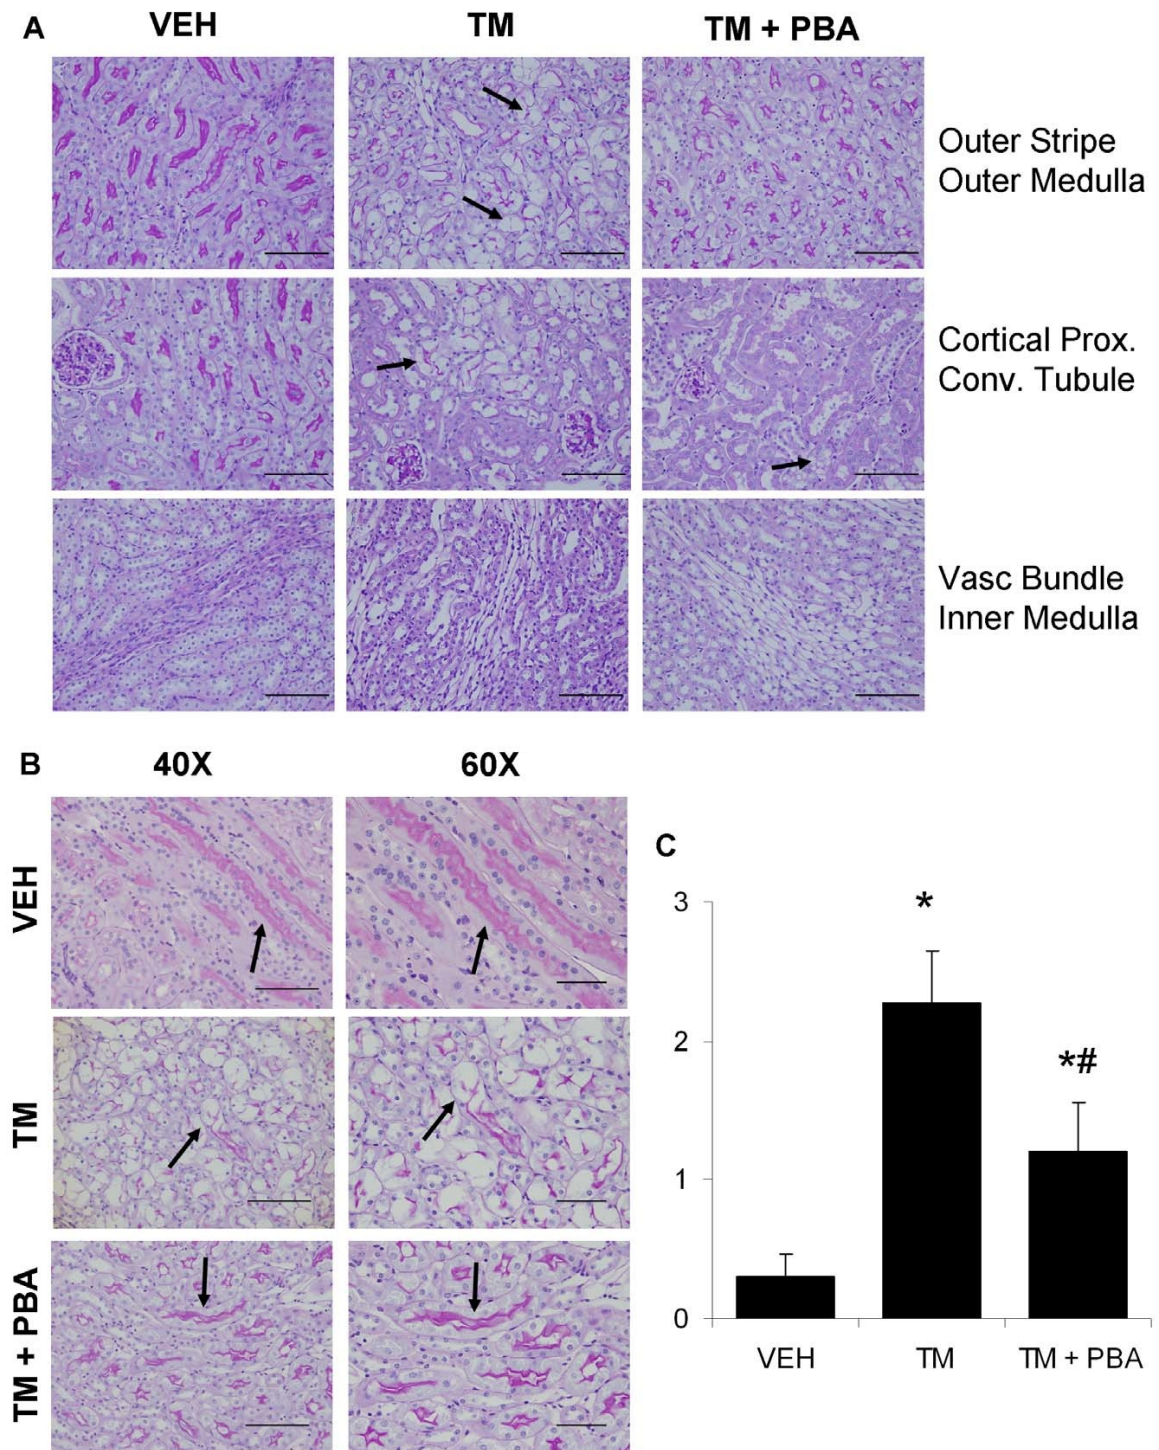 A
VEH
TM
TM + PBA
Outer Stripe
Outer Medulla
Cortical Prox.
Conv. Tubule
Vasc Bundle
Inner Medulla
B
40X
60X
VEH
TM
TM + PBA
C
3
2
1
0
*
*#
VEH
TM
TM + PBA